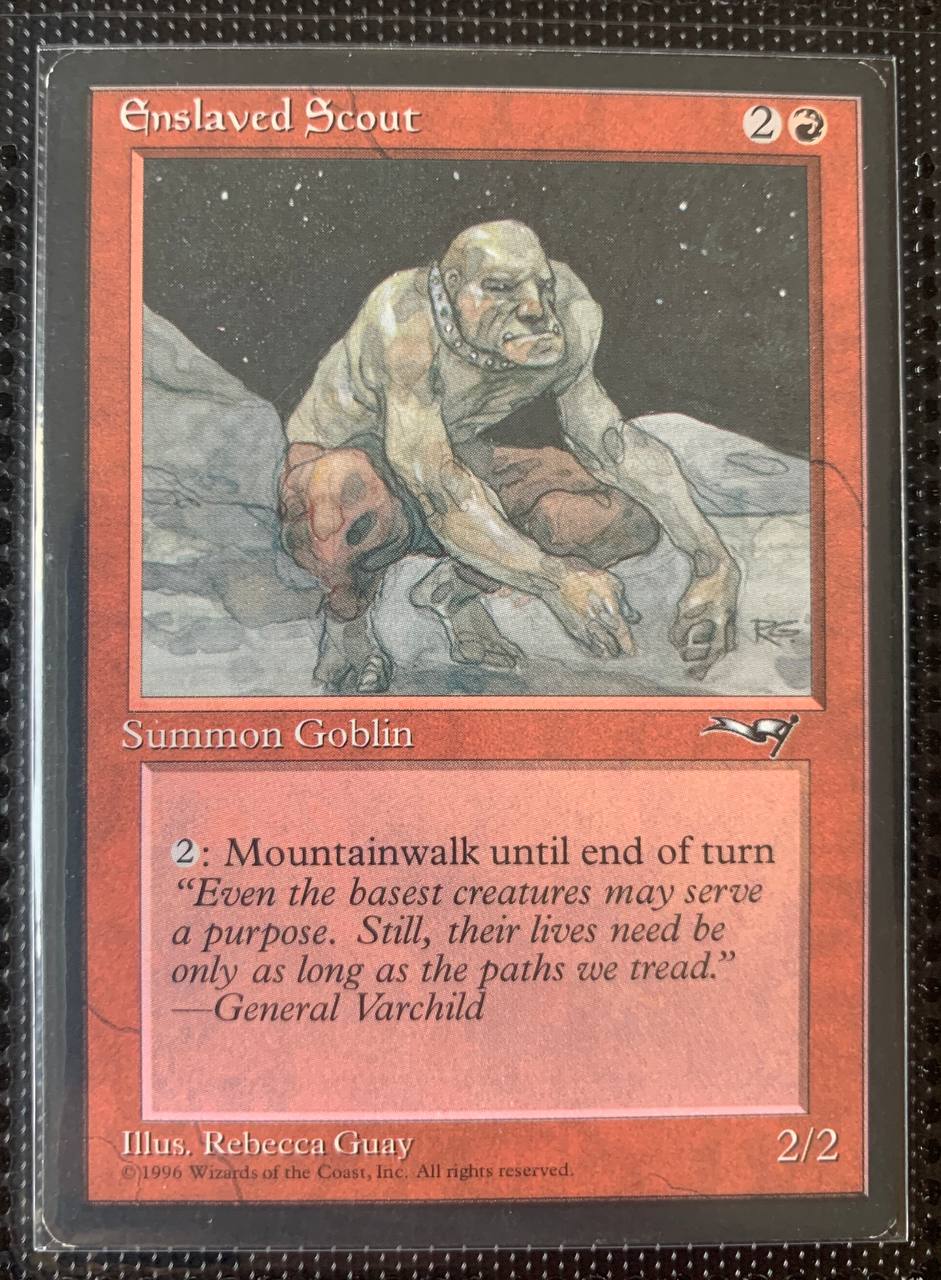 Enslaved Scout 2
RG.
Summon Goblin
2: Mountainwalk until end of turn
“Even the basest creatures may serve
a purpose. Still, their lives need be
only as long as the paths we tread.”
—General Varchild
Illus. Rebecca Guay 2/2
©1996 Wizards of the Coast, Inc. All rights reserved.